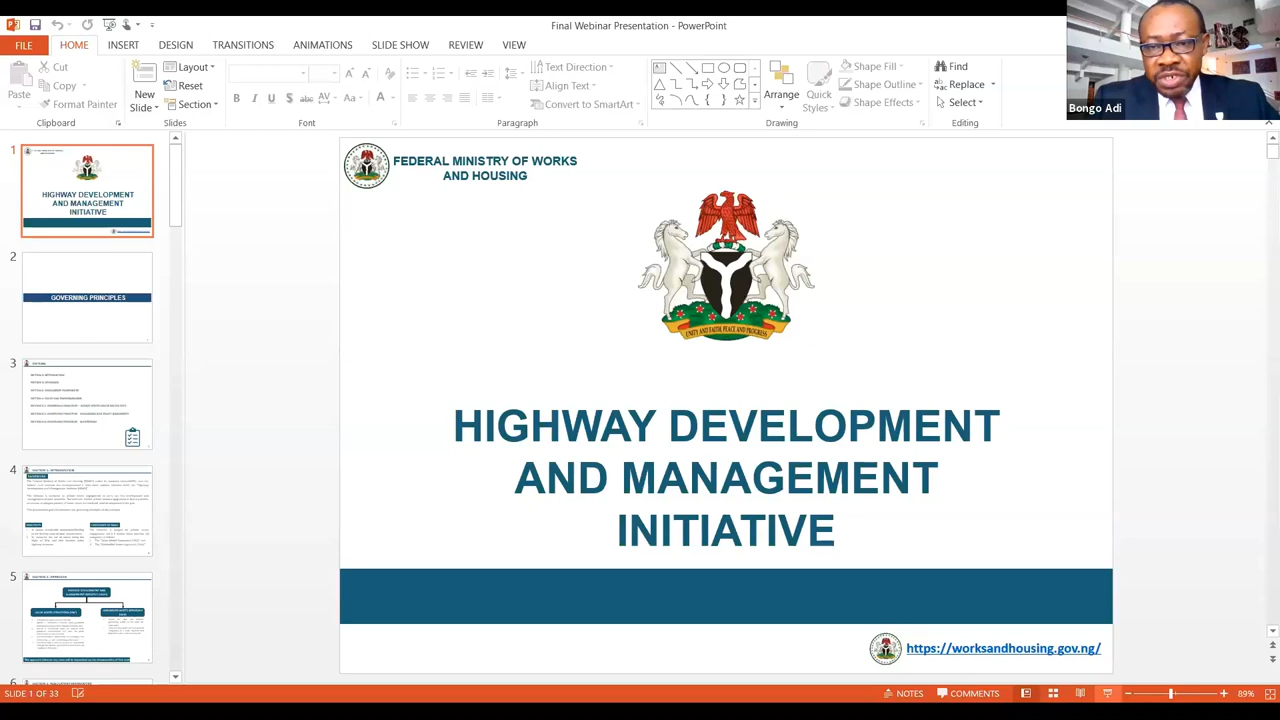 Final Webinar Presentation - PowerPoint
FILE HOME INSERT DESIGN TRANSITIONS ANIMATIONS SLIDE SHOW REVIEW VIEW
Paste
Cut
Copy
Format Painter
Clipboard
New
Slide
Layout
Reset
Section
Slides
B I U S abc AV Aa A
Font
Text Direction
Align Text
Convert to SmartArt
Paragraph
Arrange
Quick
Styles
Shape Fill
Shape Outline
Shape Effects
Drawing
Find
Replace
Select
Editing
Bongo Adi
1
HIGHWAY DEVELOPMENT
AND MANAGEMENT
INITIATIVE
2
GOVERNING PRINCIPLES
3
4
5
6
FEDERAL MINISTRY OF WORKS
AND HOUSING
UNITY AND FAITH, PEACE AND PROGRESS
HIGHWAY DEVELOPMENT
AND MANAGEMENT
INITIATIVE
https://worksandhousing.gov.ng/
SLIDE 1 OF 33
NOTES
COMMENTS
89%